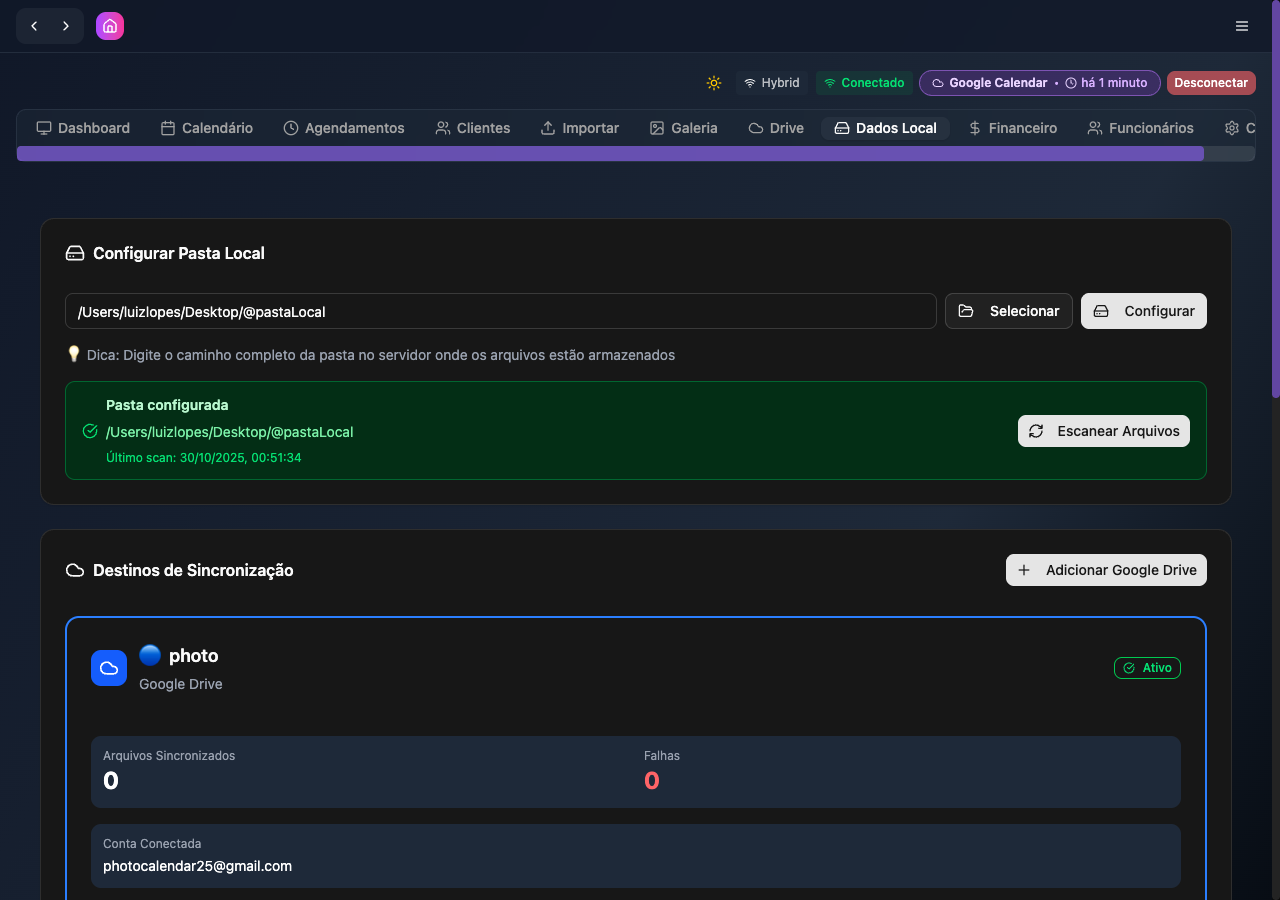 Hybrid
Conectado
Google Calendar • há 1 minuto
Desconectar
Dashboard
Calendário
Agendamentos
Clientes
Importar
Galeria
Drive
Dados Local
Financeiro
Funcionários
C
Configurar Pasta Local
/Users/luizlopes/Desktop/@pastaLocal
Selecionar
Configurar
Dica: Digite o caminho completo da pasta no servidor onde os arquivos estão armazenados
Pasta configurada
/Users/luizlopes/Desktop/@pastaLocal
Último scan: 30/10/2025, 00:51:34
Escanear Arquivos
Destinos de Sincronização
Adicionar Google Drive
photo
Google Drive
Ativo
Arquivos Sincronizados
0
Falhas
0
Conta Conectada
photocalendar25@gmail.com